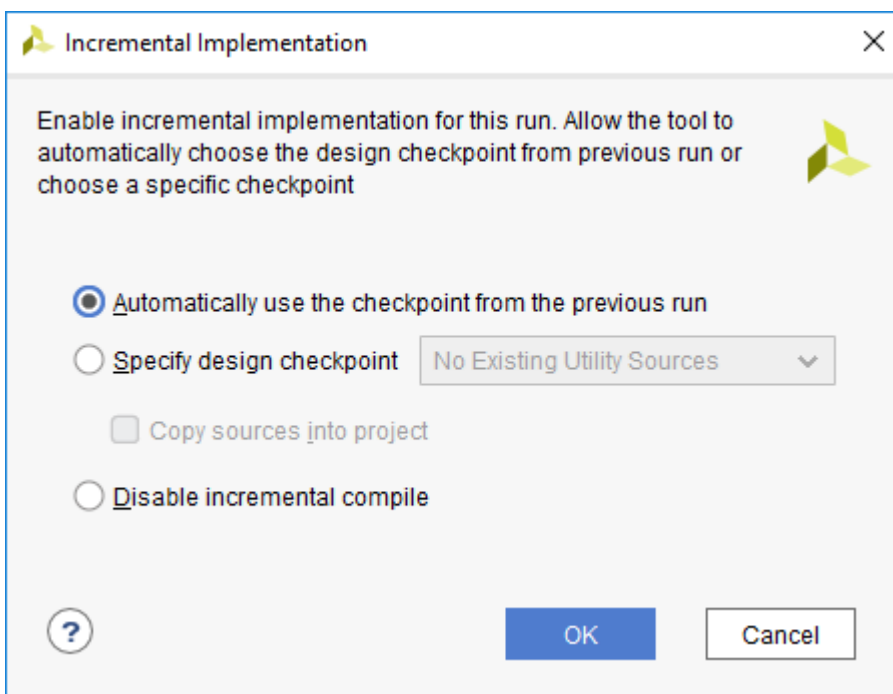 Incremental Implementation
Enable incremental implementation for this run. Allow the tool to
automatically choose the design checkpoint from previous run or
choose a specific checkpoint
Automatically use the checkpoint from the previous run
Specify design checkpoint No Existing Utility Sources
Copy sources into project
Disable incremental compile
? OK Cancel